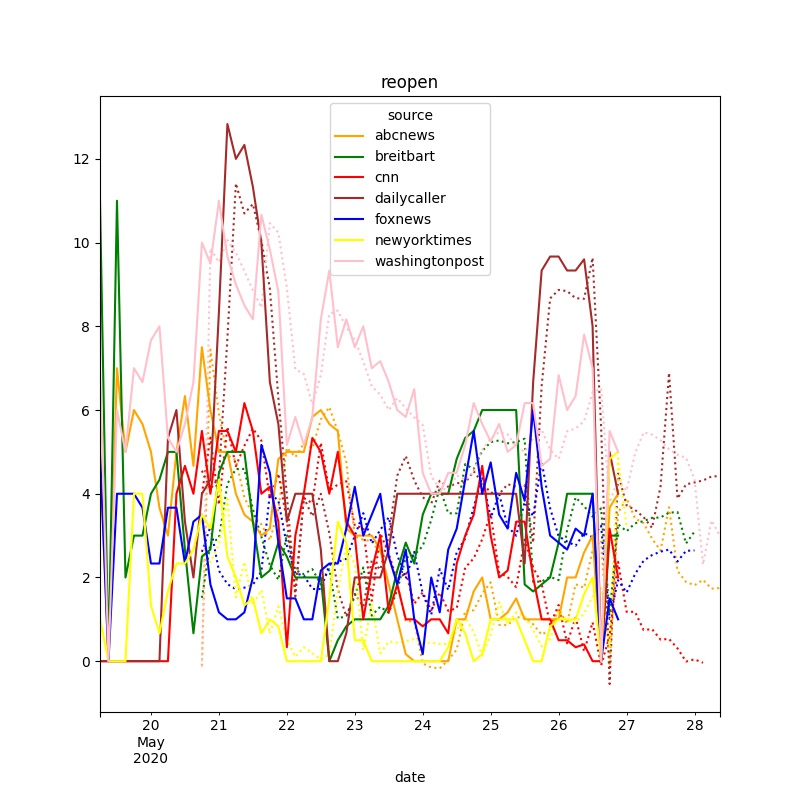 reopen
source
abcnews
breitbart
cnn
dailycaller
foxnews
newyorktimes
washingtonpost
12
10
8
6
4
2
0
20 21 22 23 24 25 26 27 28
May
2020
date